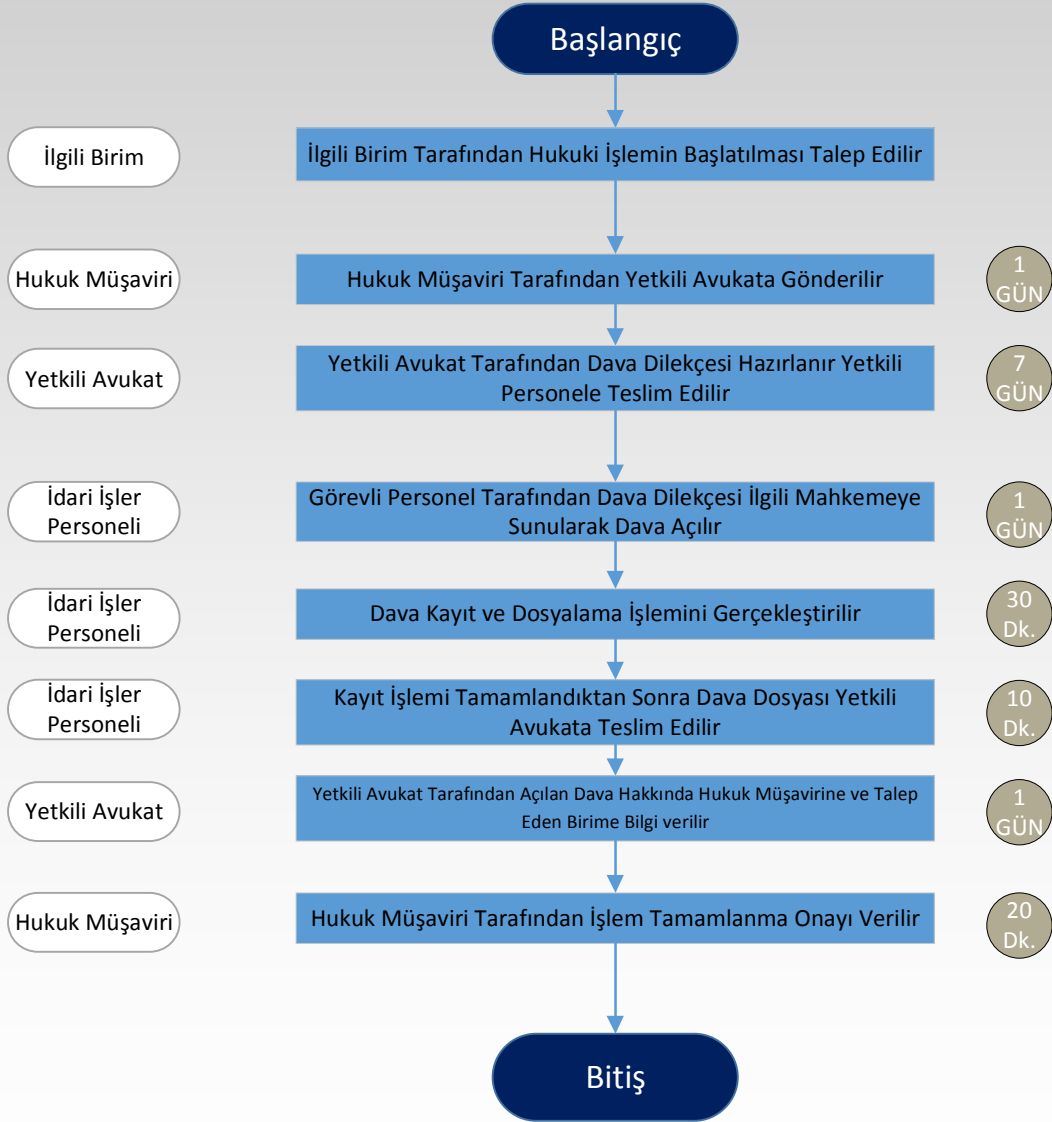 Başlangıç
İlgili Birim
İlgili Birim Tarafından Hukuki İşlemin Başlatılması Talep Edilir
Hukuk Müşaviri
Hukuk Müşaviri Tarafından Yetkili Avukata Gönderilir
1
GÜN
Yetkili Avukat
Yetkili Avukat Tarafından Dava Dilekçesi Hazırlanır Yetkili
Personele Teslim Edilir
7
GÜN
İdari İşler
Personeli
Görevli Personel Tarafından Dava Dilekçesi İlgili Mahkemeye
Sunularak Dava Açılır
1
GÜN
İdari İşler
Personeli
Dava Kayıt ve Dosyalama İşlemini Gerçekleştirilir
30
Dk.
İdari İşler
Personeli
Kayıt İşlemi Tamamlandıktan Sonra Dava Dosyası Yetkili
Avukata Teslim Edilir
10
Dk.
Yetkili Avukat
Yetkili Avukat Tarafından Açılan Dava Hakkında Hukuk Müşavirine ve Talep
Eden Birime Bilgi verilir
1
GÜN
Hukuk Müşaviri
Hukuk Müşaviri Tarafından İşlem Tamamlanma Onayı Verilir
20
Dk.
Bitiş